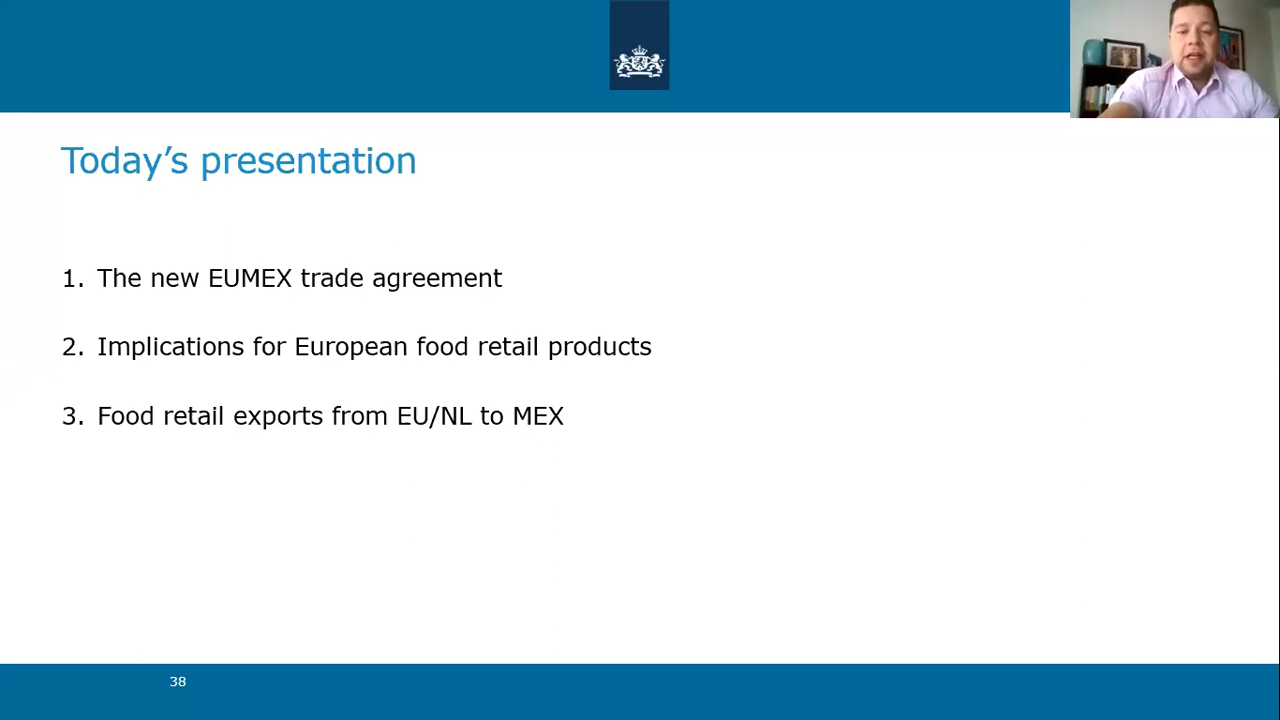 Today’s presentation
1. The new EUMEX trade agreement
2. Implications for European food retail products
3. Food retail exports from EU/NL to MEX
38